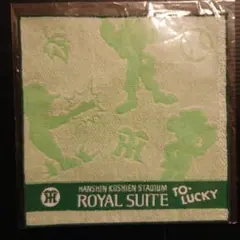 HANSHIN KOSHIEN STADIUM
ROYAL SUITE
TO-LUCKY